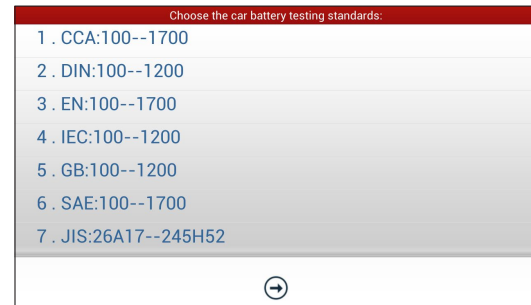 Choose the car battery testing standards:
1 . CCA:100--1700
2 . DIN:100--1200
3 . EN:100--1700
4 . IEC:100--1200
5 . GB:100--1200
6 . SAE:100--1700
7 . JIS:26A17--245H52